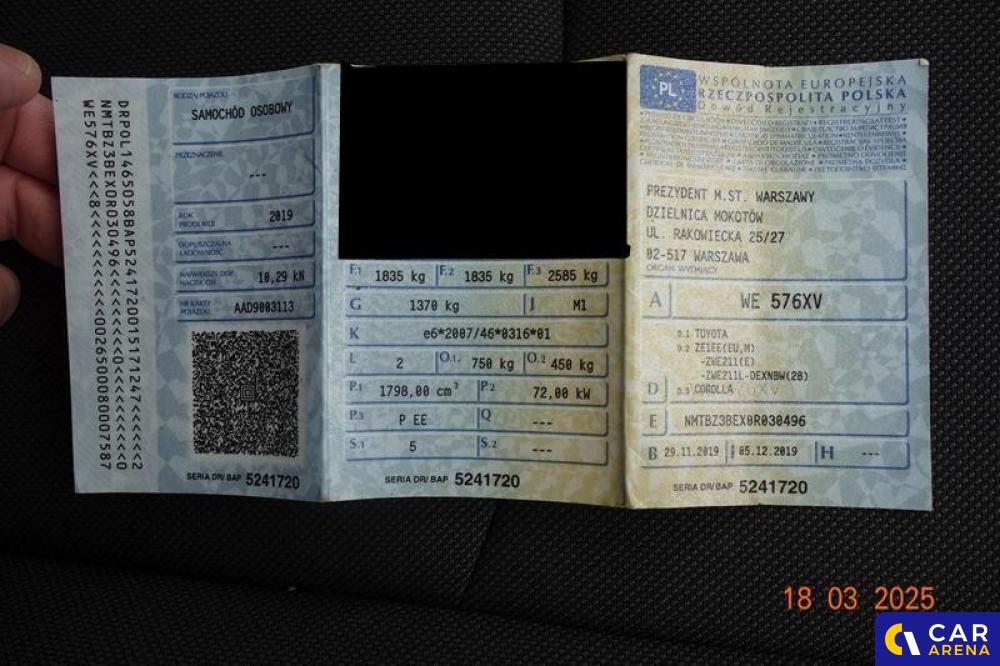 DRPOL1465058BAP52417200151712​47<<<<<<<2
NMTBZ3BEX0R030496<<<<<<<<<<<0<<<<<<<<0
WE576XV<<<8<<<<<<<<<<<<<<<0026500080007587
RODZAJ POJAZDU
SAMOCHÓD OSOBOWY
PRZEZNACZENIE
---
ROK PRODUKCJI 2019
DOPUSZCZALNA ŁADOWNOŚĆ ---
NAJWIĘKSZY DOP. NACISK OSI 10,29 kN
NR KARTY POJAZDU AAD9003113
SERIA DR/BAP 5241720
F.1 1835 kg F.2 1835 kg F.3 2585 kg
G 1370 kg J M1
K e6*2007/46*0316*01
L 2 O.1. 750 kg O.2 450 kg
P.1 1798,00 cm³ P.2 72,00 kW
P.3 P EE Q ---
S.1 5 S.2 ---
SERIA DR/BAP 5241720
PL
WSPÓLNOTA EUROPEJSKA
RZECZPOSPOLITA POLSKA
Dowód Rejestracyjny
PREZYDENT M.ST. WARSZAWY
DZIELNICA MOKOTÓW
UL. RAKOWIECKA 25/27
02-517 WARSZAWA
ORGAN WYDAJĄCY
A WE 576XV
D.1 TOYOTA
D.2 ZE1EE(EU,M)
-ZWE211(E)
-ZWE211L-DEXNBW(2B)
D D.3 COROLLA
E NMTBZ3BEX0R030496
B 29.11.2019 I 05.12.2019 H ---
SERIA DR/BAP 5241720
18 03 2025
CAR
ARENA